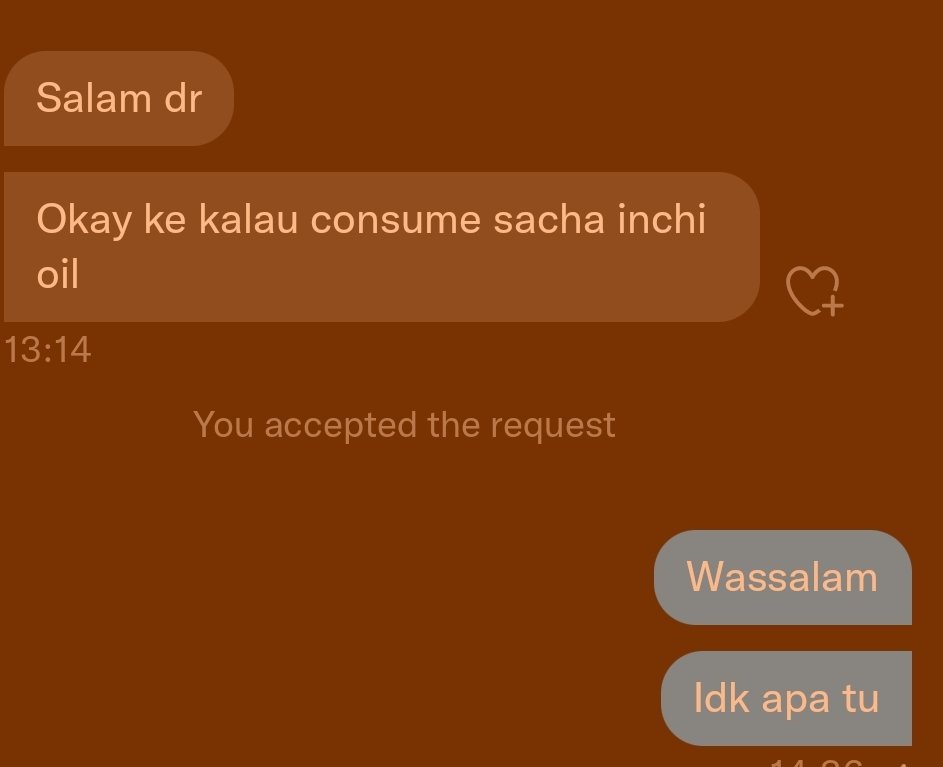 Salam dr
Okay ke kalau consume sacha inchi
oil
13:14
You accepted the request
Wassalam
Idk apa tu